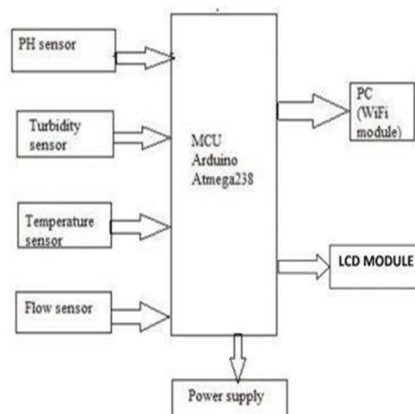 PH sensor
Turbidity
sensor
Temperature
sensor
Flow sensor
MCU
Arduino
Atmega238
PC
(WiFi
module)
LCD MODULE
Power supply